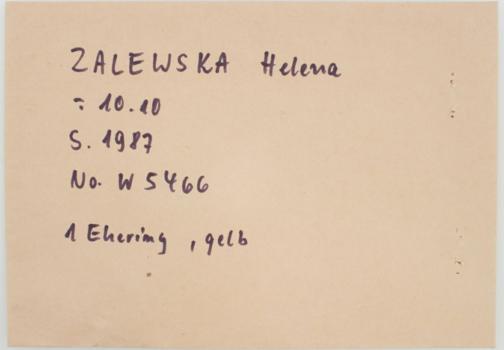 ZALEWSKA Helena
÷ 10.10
S. 1987
No. W 5466
1 Ehering, gelb